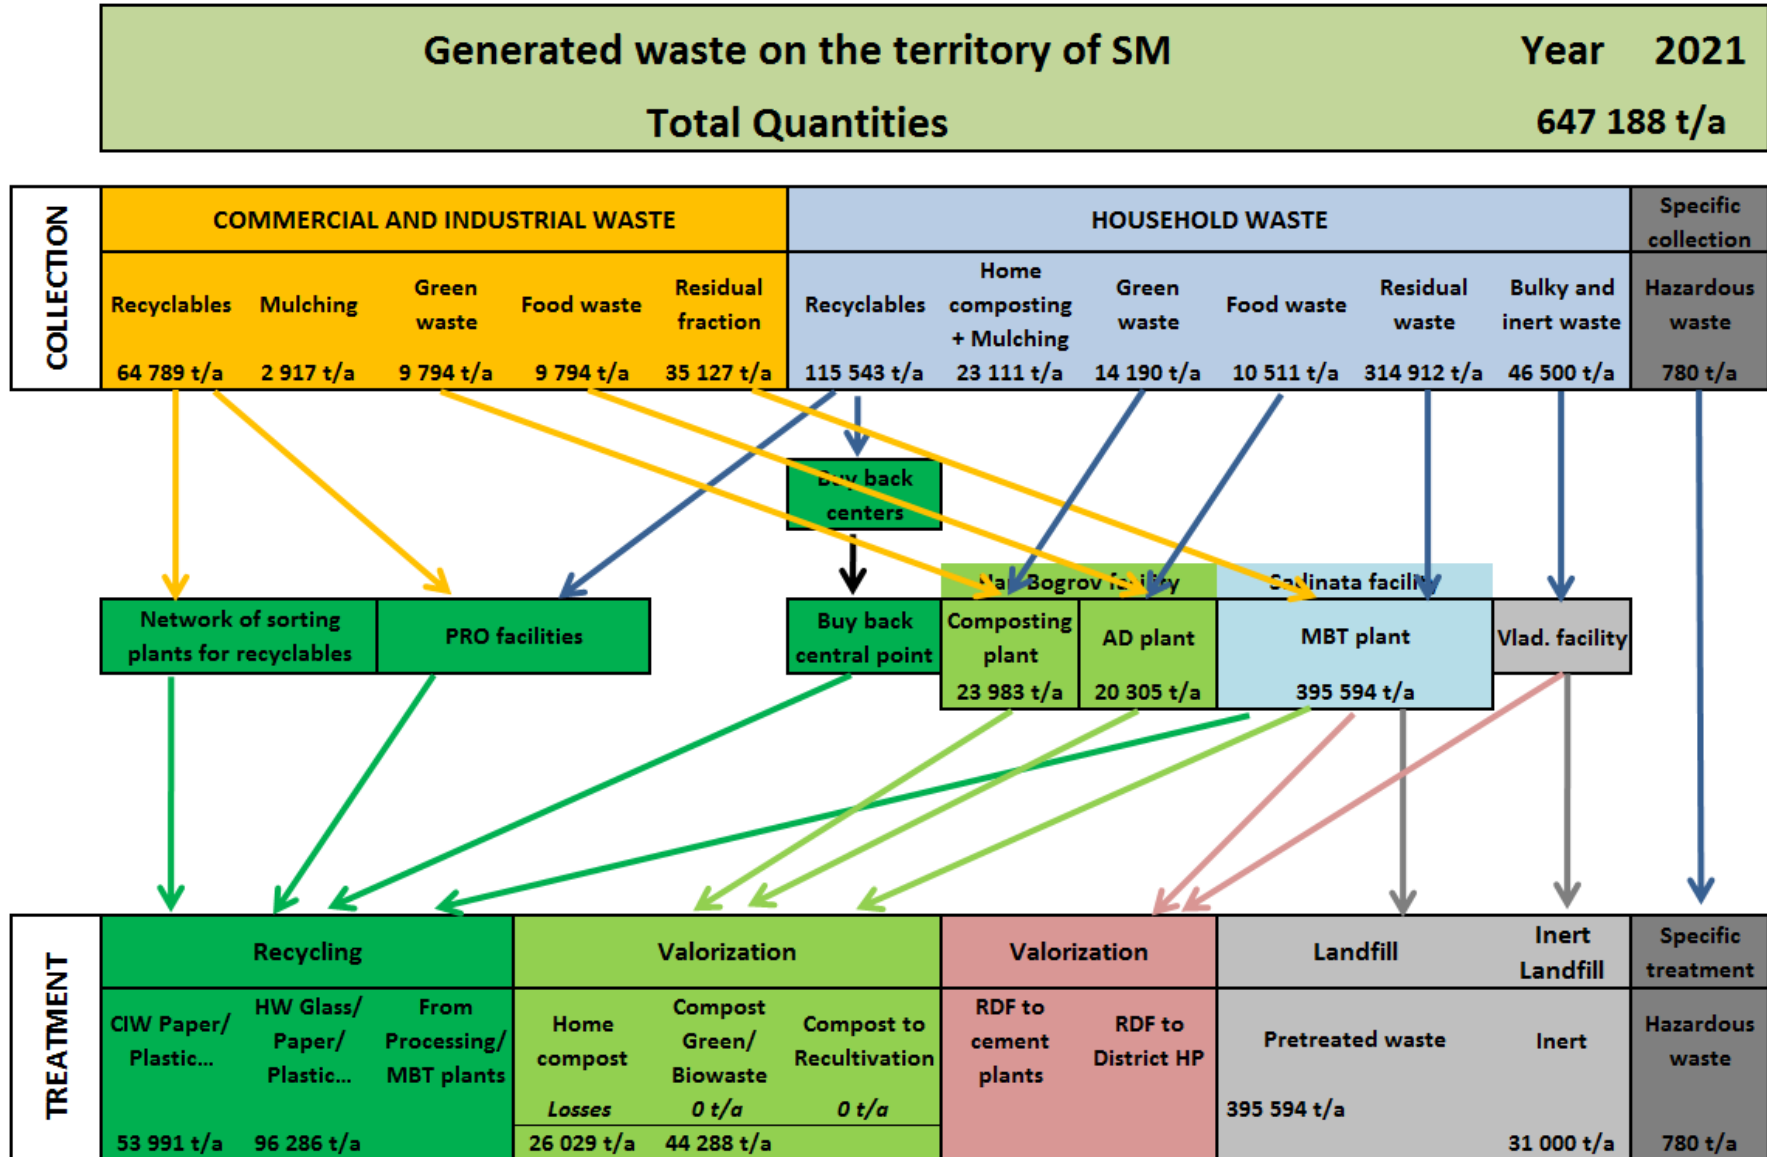 Generated waste on the territory of SM Year 2021
Total Quantities 647 188 t/a
COLLECTION
COMMERCIAL AND INDUSTRIAL WASTE
HOUSEHOLD WASTE
Specific
collection
Recyclables
64 789 t/a
Mulching
2 917 t/a
Green
waste
9 794 t/a
Food waste
9 794 t/a
Residual
fraction
35 127 t/a
Recyclables
115 543 t/a
Home
composting
+ Mulching
23 111 t/a
Green
waste
14 190 t/a
Food waste
10 511 t/a
Residual
waste
314 912 t/a
Bulky and
inert waste
46 500 t/a
Hazardous
waste
780 t/a
Buy back
centers
Network of sorting
plants for recyclables
PRO facilities
Buy back
central point
Han Bogrov facility
Composting
plant
23 983 t/a
AD plant
20 305 t/a
Sadinata facility
MBT plant
395 594 t/a
Vlad. facility
TREATMENT
Recycling
Valorization
Valorization
Landfill
Inert
Landfill
Specific
treatment
CIW Paper/
Plastic...
53 991 t/a
HW Glass/
Paper/
Plastic...
96 286 t/a
From
Processing/
MBT plants
Home
compost
Losses
26 029 t/a
Compost
Green/
Biowaste
0 t/a
44 288 t/a
Compost to
Recultivation
0 t/a
RDF to
cement
plants
RDF to
District HP
Pretreated waste
395 594 t/a
Inert
31 000 t/a
Hazardous
waste
780 t/a